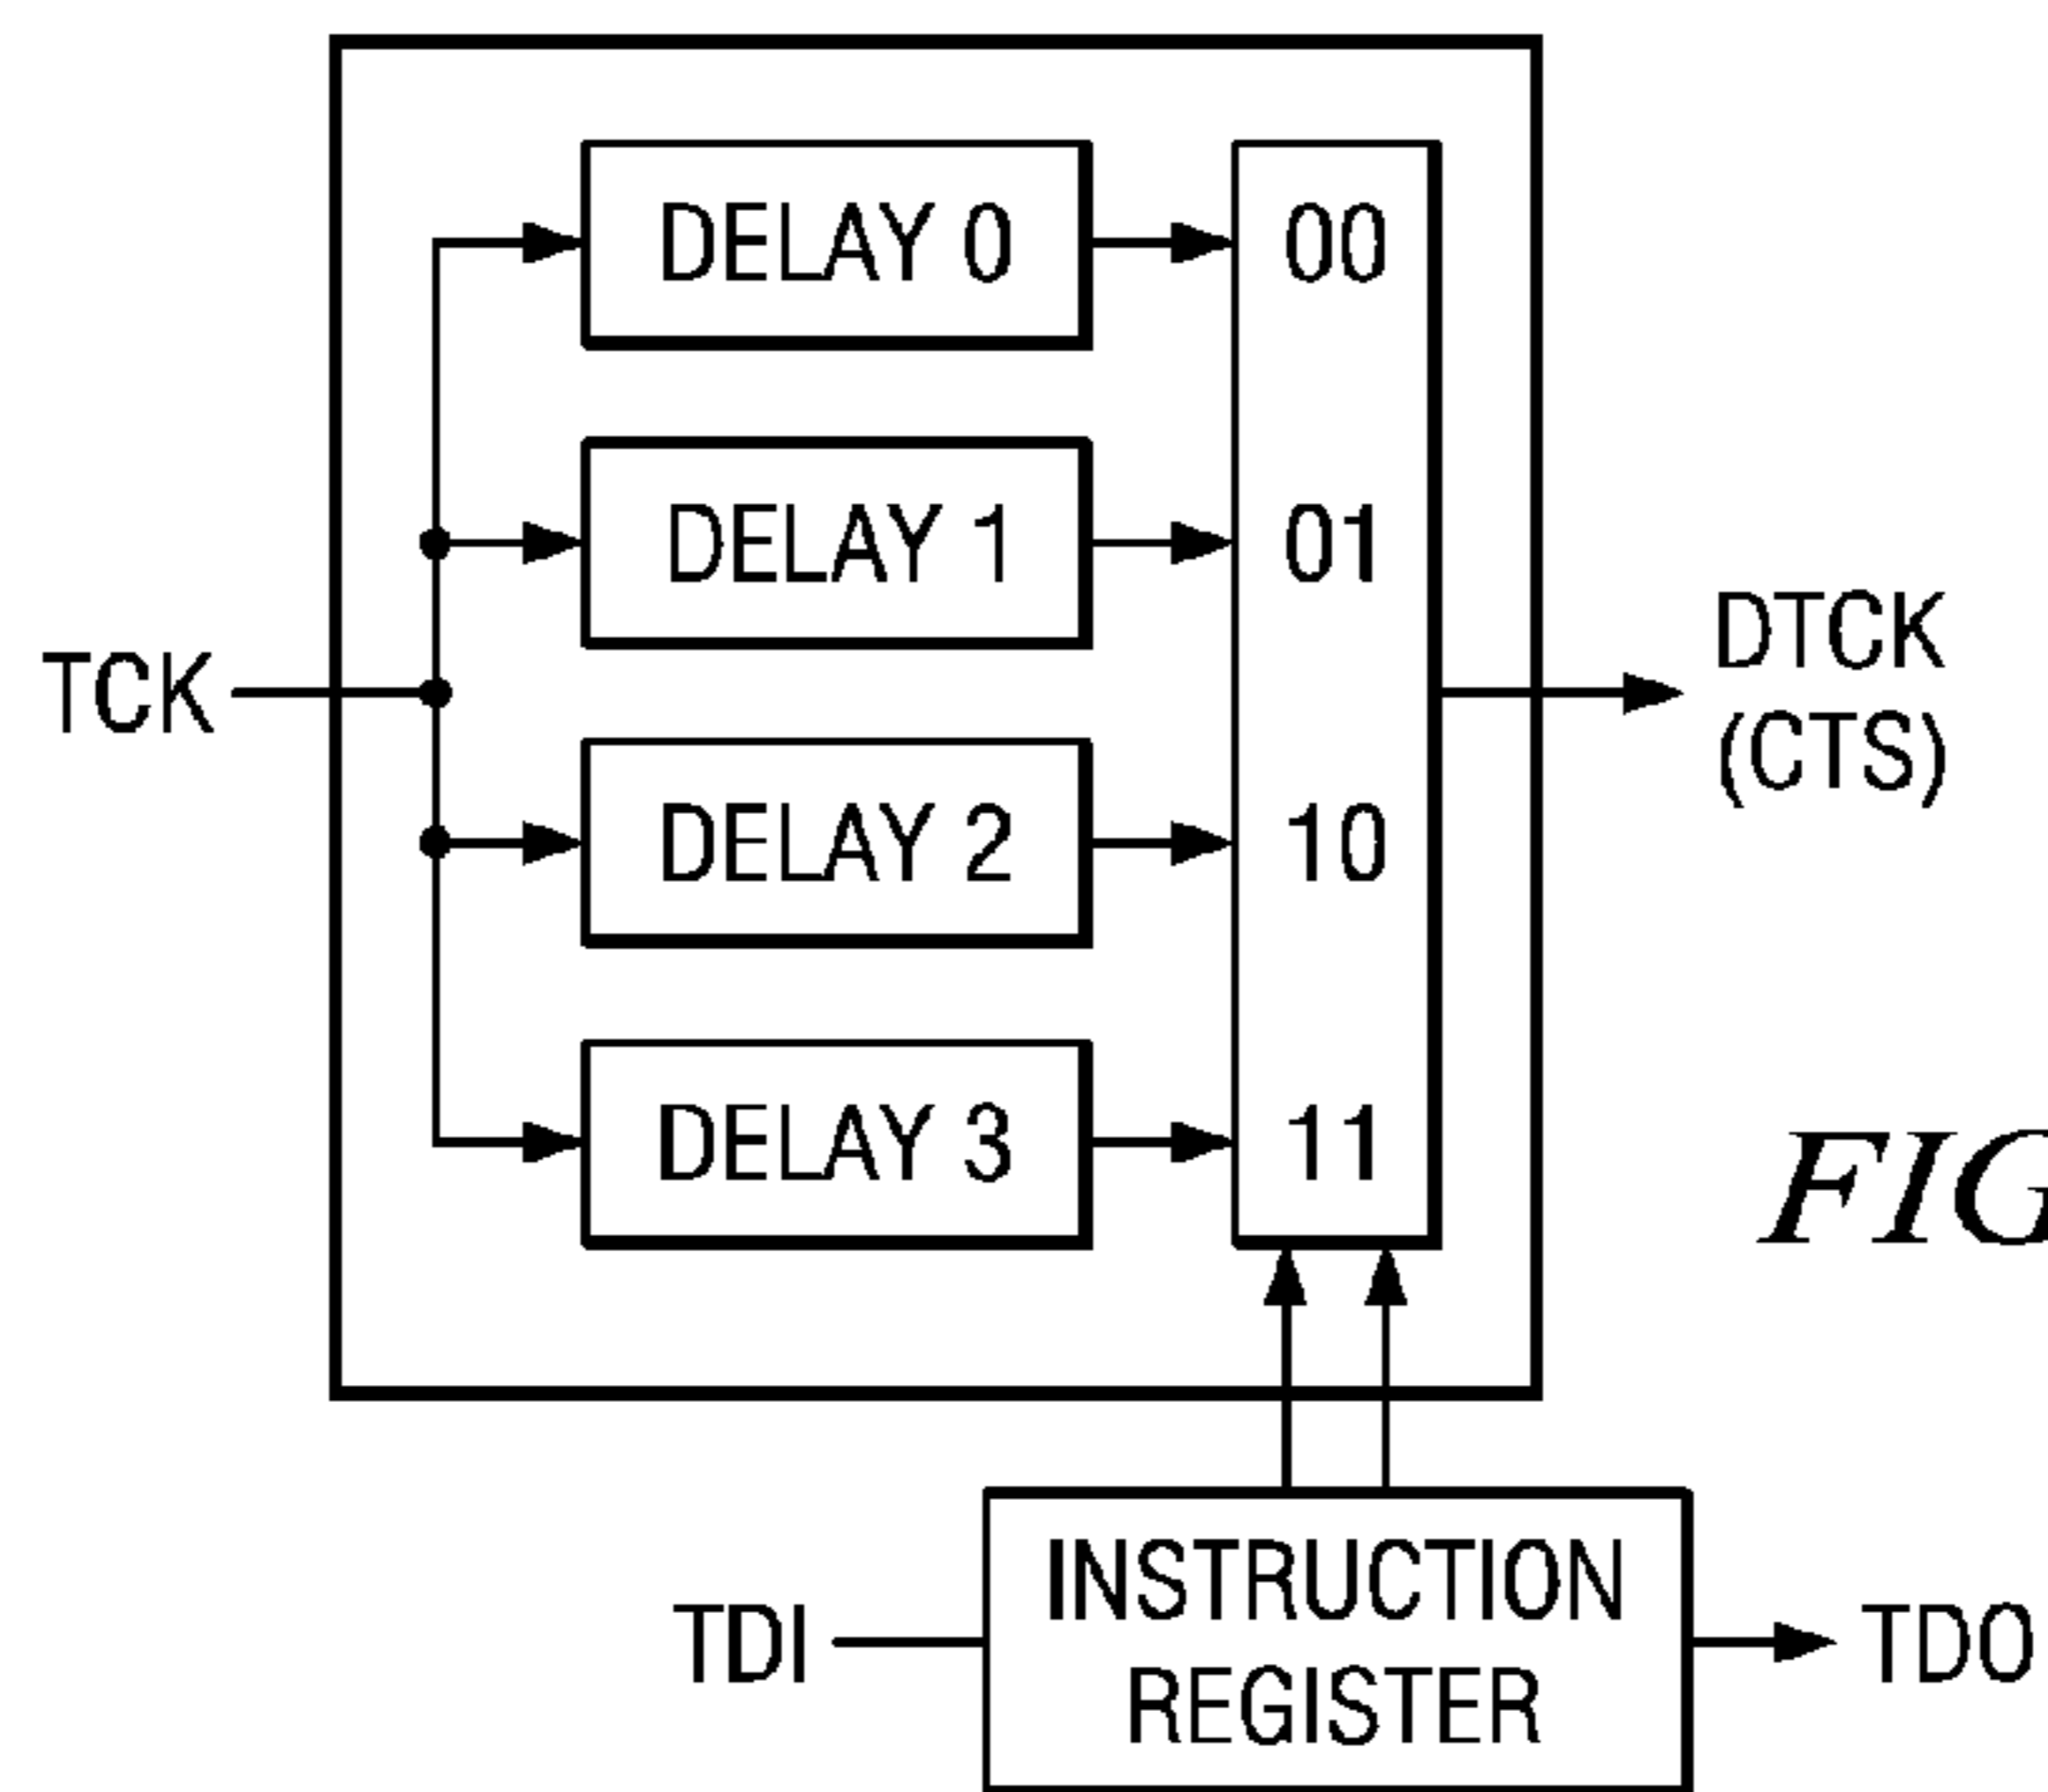 DELAY 0
00
DELAY 1
01
TCK
DTCK
(CTS)
DELAY 2
10
DELAY 3
11
FIG
INSTRUCTION
REGISTER
TDI
TDO